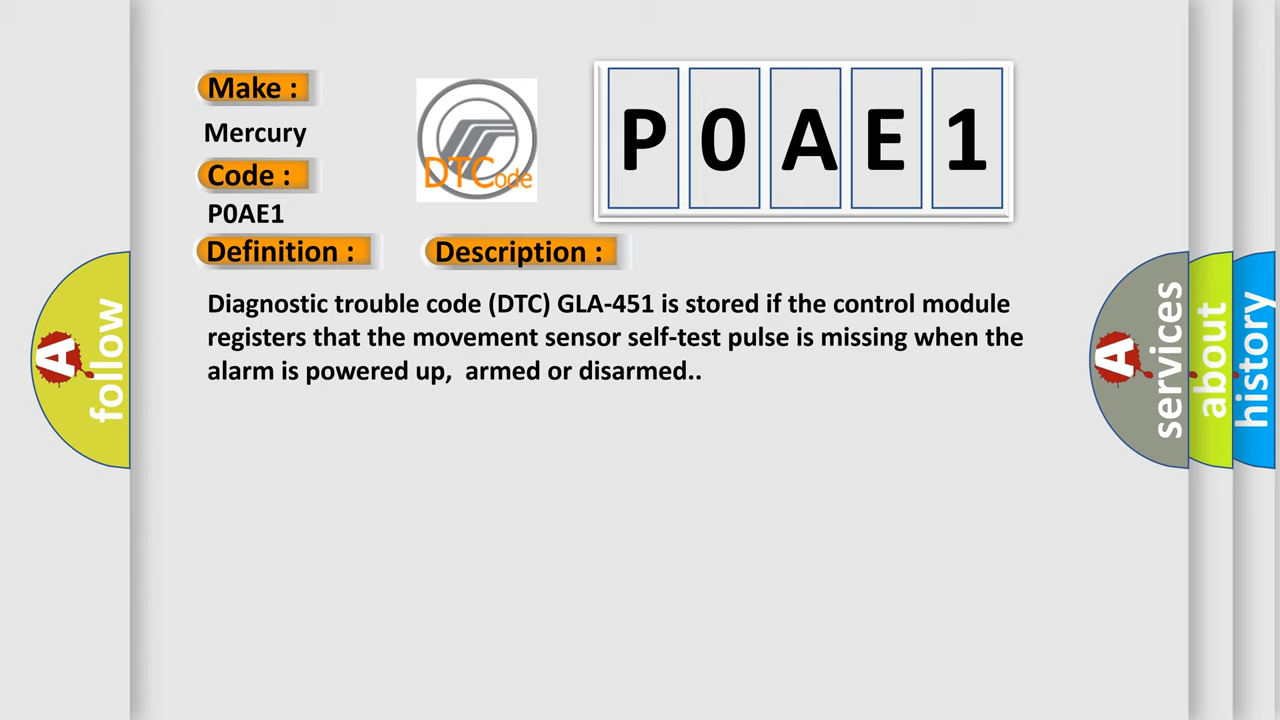 Make :
Mercury
Code :
P0AE1
Definition :
Description :
DTCode
P0AE1
Diagnostic trouble code (DTC) GLA-451 is stored if the control module
registers that the movement sensor self-test pulse is missing when the
alarm is powered up,  armed or disarmed..
A follow
A services
about
history